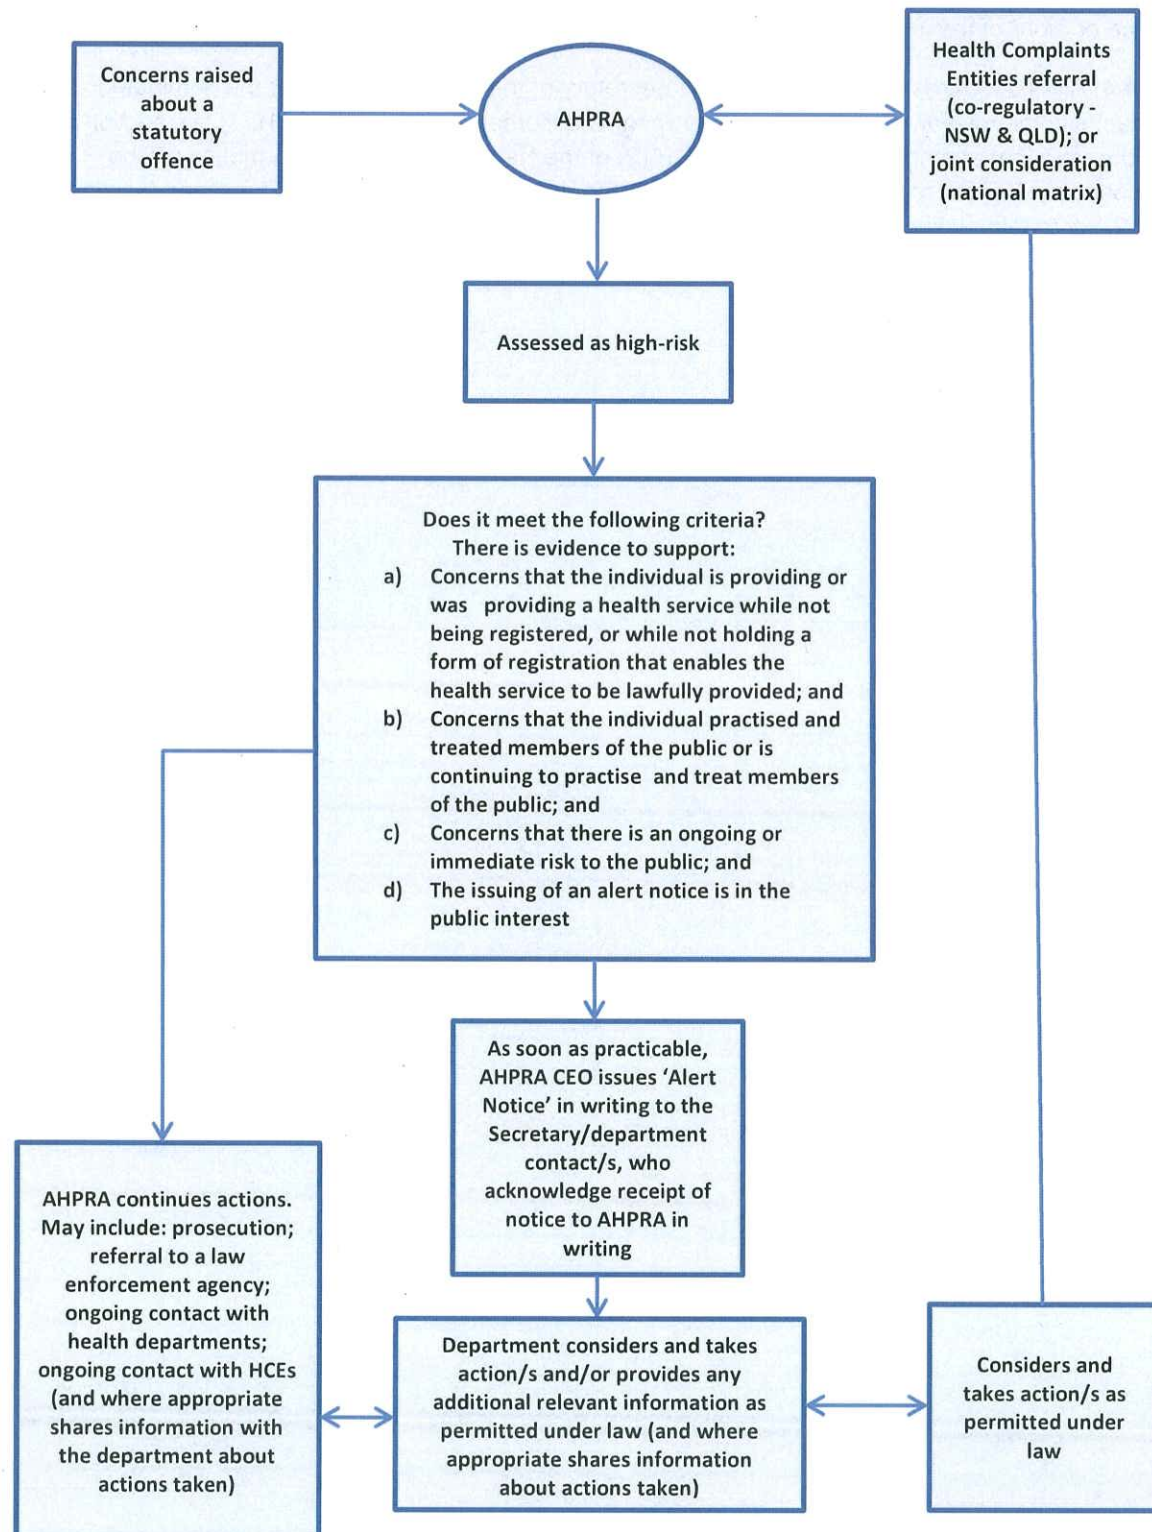 Concerns raised
about a
statutory
offence
AHPRA
Health Complaints
Entities referral
(co-regulatory -
NSW & QLD); or
joint consideration
(national matrix)
Assessed as high-risk
Does it meet the following criteria?
There is evidence to support:
a) Concerns that the individual is providing or
was providing a health service while not
being registered, or while not holding a
form of registration that enables the
health service to be lawfully provided; and
b) Concerns that the individual practised and
treated members of the public or is
continuing to practise and treat members
of the public; and
c) Concerns that there is an ongoing or
immediate risk to the public; and
d) The issuing of an alert notice is in the
public interest
As soon as practicable,
AHPRA CEO issues ‘Alert
Notice’ in writing to the
Secretary/department
contact/s, who
acknowledge receipt of
notice to AHPRA in
writing
AHPRA continues actions.
May include: prosecution;
referral to a law
enforcement agency;
ongoing contact with
health departments;
ongoing contact with HCEs
(and where appropriate
shares information with
the department about
actions taken)
Department considers and takes
action/s and/or provides any
additional relevant information as
permitted under law (and where
appropriate shares information
about actions taken)
Considers and
takes action/s as
permitted under
law